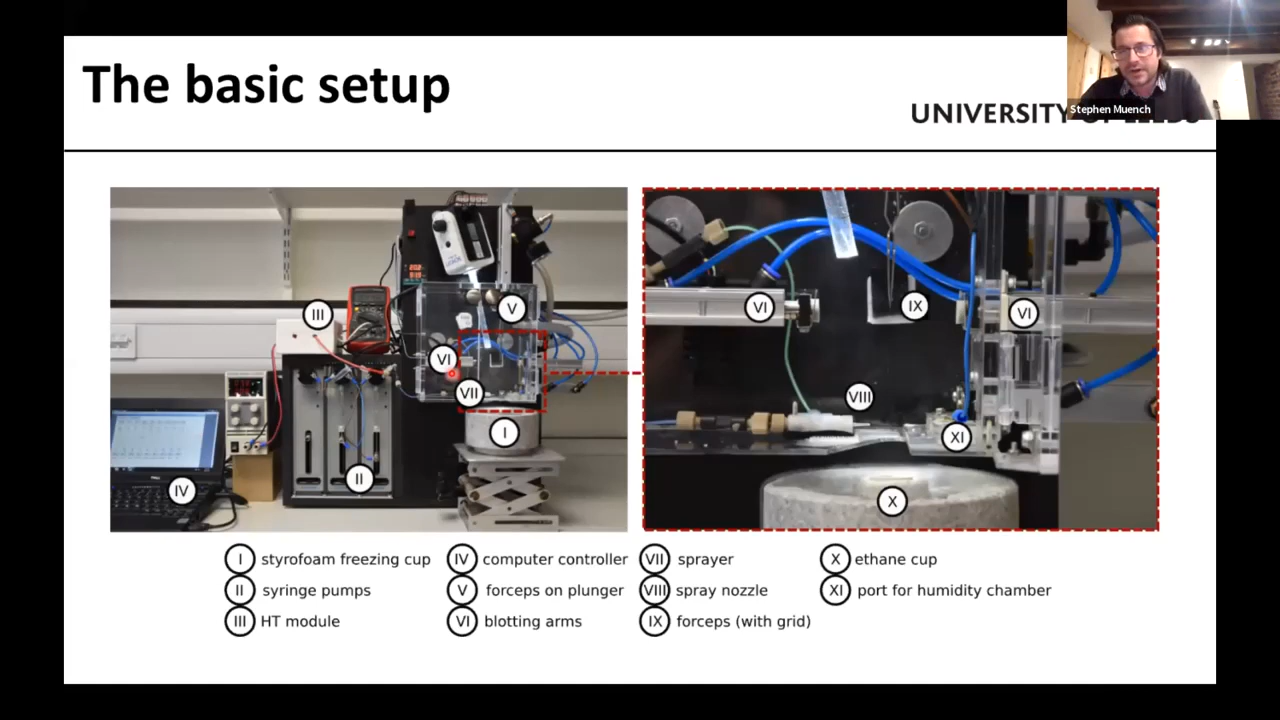 The basic setup
UNIVERSITY OF LEEDS
Stephen Muench
III
V
VI
VII
I
II
IV
VI
IX
VI
VIII
XI
X
I styrofoam freezing cup
II syringe pumps
III HT module
IV computer controller
V forceps on plunger
VI blotting arms
VII sprayer
VIII spray nozzle
IX forceps (with grid)
X ethane cup
XI port for humidity chamber